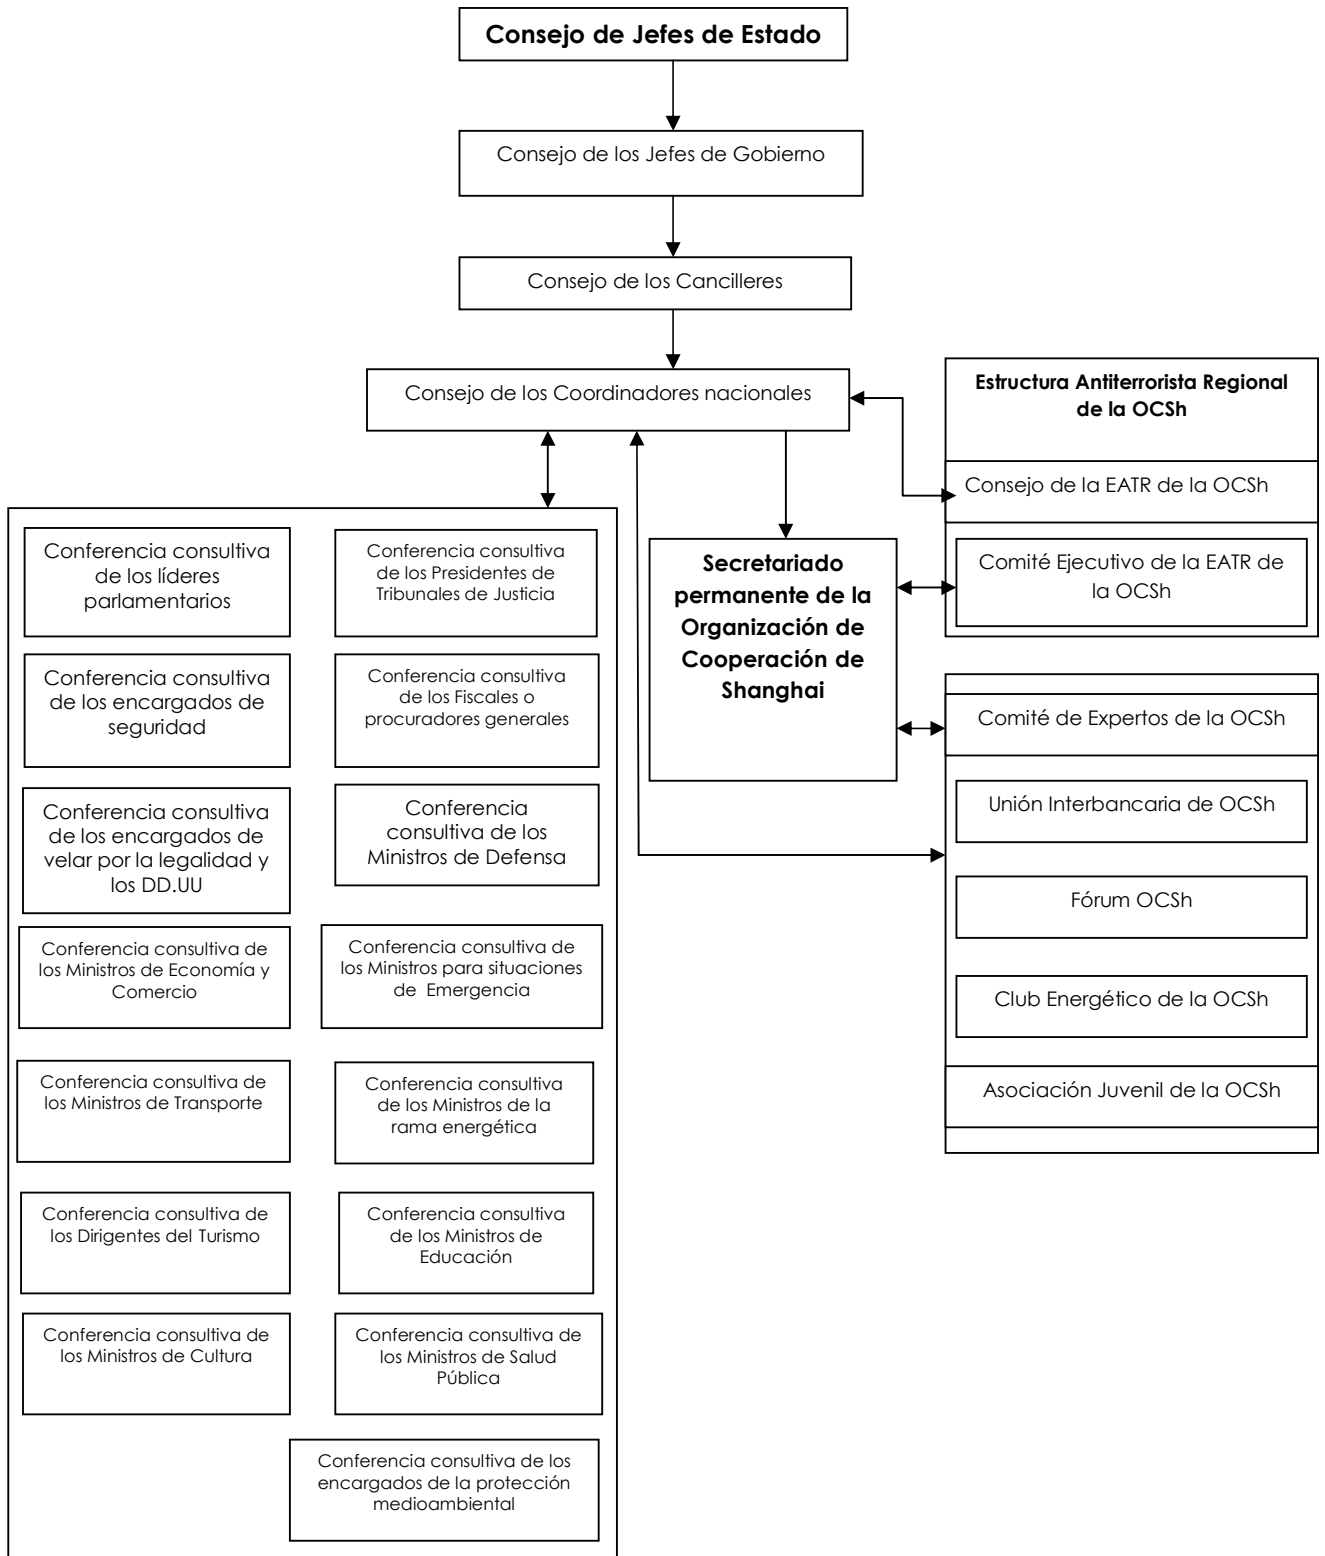 Consejo de Jefes de Estado
Consejo de los Jefes de Gobierno
Consejo de los Cancilleres
Consejo de los Coordinadores nacionales
Estructura Antiterrorista Regional
de la OCSh
Consejo de la EATR de la OCSh
Comité Ejecutivo de la EATR de
la OCSh
Secretariado
permanente de la
Organización de
Cooperación de
Shanghai
Comité de Expertos de la OCSh
Unión Interbancaria de OCSh
Fórum OCSh
Club Energético de la OCSh
Asociación Juvenil de la OCSh
Conferencia consultiva
de los líderes
parlamentarios
Conferencia consultiva
de los Presidentes de
Tribunales de Justicia
Conferencia consultiva
de los encargados de
seguridad
Conferencia consultiva
de los Fiscales o
procuradores generales
Conferencia consultiva
de los encargados de
velar por la legalidad y
los DD.UU
Conferencia
consultiva de los
Ministros de Defensa
Conferencia consultiva de
los Ministros de Economía y
Comercio
Conferencia consultiva de
los Ministros para situaciones
de Emergencia
Conferencia consultiva de
los Ministros de Transporte
Conferencia consultiva
de los Ministros de la
rama energética
Conferencia consultiva de
los Dirigentes del Turismo
Conferencia consultiva
de los Ministros de
Educación
Conferencia consultiva de
los Ministros de Cultura
Conferencia consultiva de
los Ministros de Salud
Pública
Conferencia consultiva de los
encargados de la protección
medioambiental